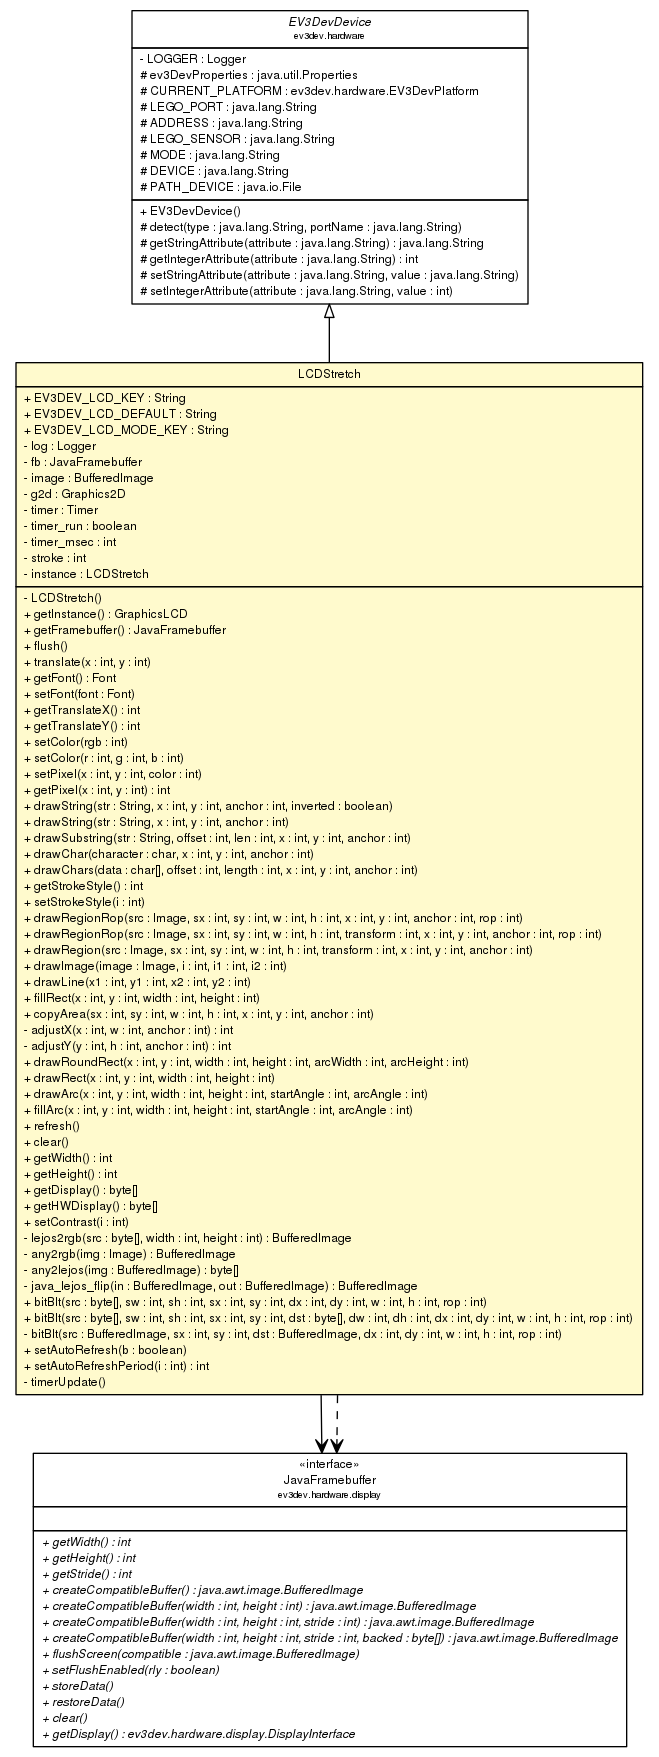 EV3DevDevice
ev3dev.hardware
- LOGGER : Logger
# ev3DevProperties : java.util.Properties
# CURRENT_PLATFORM : ev3dev.hardware.EV3DevPlatform
# LEGO_PORT : java.lang.String
# ADDRESS : java.lang.String
# LEGO_SENSOR : java.lang.String
# MODE : java.lang.String
# DEVICE : java.lang.String
# PATH_DEVICE : java.io.File
+ EV3DevDevice()
# detect(type : java.lang.String, portName : java.lang.String)
# getStringAttribute(attribute : java.lang.String) : java.lang.String
# getIntegerAttribute(attribute : java.lang.String) : int
# setStringAttribute(attribute : java.lang.String, value : java.lang.String)
# setIntegerAttribute(attribute : java.lang.String, value : int)
LCDStretch
+ EV3DEV_LCD_KEY : String
+ EV3DEV_LCD_DEFAULT : String
+ EV3DEV_LCD_MODE_KEY : String
- log : Logger
- fb : JavaFramebuffer
- image : BufferedImage
- g2d : Graphics2D
- timer : Timer
- timer_run : boolean
- timer_msec : int
- stroke : int
- instance : LCDStretch
- LCDStretch()
+ getInstance() : GraphicsLCD
+ getFramebuffer() : JavaFramebuffer
+ flush()
+ translate(x : int, y : int)
+ getFont() : Font
+ setFont(font : Font)
+ getTranslateX() : int
+ getTranslateY() : int
+ setColor(rgb : int)
+ setColor(r : int, g : int, b : int)
+ setPixel(x : int, y : int, color : int)
+ getPixel(x : int, y : int) : int
+ drawString(str : String, x : int, y : int, anchor : int, inverted : boolean)
+ drawString(str : String, x : int, y : int, anchor : int)
+ drawSubstring(str : String, offset : int, len : int, x : int, y : int, anchor : int)
+ drawChar(character : char, x : int, y : int, anchor : int)
+ drawChars(data : char[], offset : int, length : int, x : int, y : int, anchor : int)
+ getStrokeStyle() : int
+ setStrokeStyle(i : int)
+ drawRegionRop(src : Image, sx : int, sy : int, w : int, h : int, x : int, y : int, anchor : int, rop : int)
+ drawRegionRop(src : Image, sx : int, sy : int, w : int, h : int, transform : int, x : int, y : int, anchor : int, rop : int)
+ drawRegion(src : Image, sx : int, sy : int, w : int, h : int, transform : int, x : int, y : int, anchor : int)
+ drawImage(image : Image, i : int, i1 : int, i2 : int)
+ drawLine(x1 : int, y1 : int, x2 : int, y2 : int)
+ fillRect(x : int, y : int, width : int, height : int)
+ copyArea(sx : int, sy : int, w : int, h : int, x : int, y : int, anchor : int)
- adjustX(x : int, w : int, anchor : int) : int
- adjustY(y : int, h : int, anchor : int) : int
+ drawRoundRect(x : int, y : int, width : int, height : int, arcWidth : int, arcHeight : int)
+ drawRect(x : int, y : int, width : int, height : int)
+ drawArc(x : int, y : int, width : int, height : int, startAngle : int, arcAngle : int)
+ fillArc(x : int, y : int, width : int, height : int, startAngle : int, arcAngle : int)
+ refresh()
+ clear()
+ getWidth() : int
+ getHeight() : int
+ getDisplay() : byte[]
+ getHWDisplay() : byte[]
+ setContrast(i : int)
- lejos2rgb(src : byte[], width : int, height : int) : BufferedImage
- any2rgb(img : Image) : BufferedImage
- any2lejos(img : BufferedImage) : byte[]
- java_lejos_flip(in : BufferedImage, out : BufferedImage) : BufferedImage
+ bitBlt(src : byte[], sw : int, sh : int, sx : int, sy : int, dx : int, dy : int, w : int, h : int, rop : int)
+ bitBlt(src : byte[], sw : int, sh : int, sx : int, sy : int, dst : byte[], dw : int, dh : int, dx : int, dy : int, w : int, h : int, rop : int)
- bitBlt(src : BufferedImage, sx : int, sy : int, dst : BufferedImage, dx : int, dy : int, w : int, h : int, rop : int)
+ setAutoRefresh(b : boolean)
+ setAutoRefreshPeriod(i : int) : int
- timerUpdate()
«interface»
JavaFramebuffer
ev3dev.hardware.display
+ getWidth() : int
+ getHeight() : int
+ getStride() : int
+ createCompatibleBuffer() : java.awt.image.BufferedImage
+ createCompatibleBuffer(width : int, height : int) : java.awt.image.BufferedImage
+ createCompatibleBuffer(width : int, height : int, stride : int) : java.awt.image.BufferedImage
+ createCompatibleBuffer(width : int, height : int, stride : int, backed : byte[]) : java.awt.image.BufferedImage
+ flushScreen(compatible : java.awt.image.BufferedImage)
+ setFlushEnabled(rly : boolean)
+ storeData()
+ restoreData()
+ clear()
+ getDisplay() : ev3dev.hardware.display.DisplayInterface